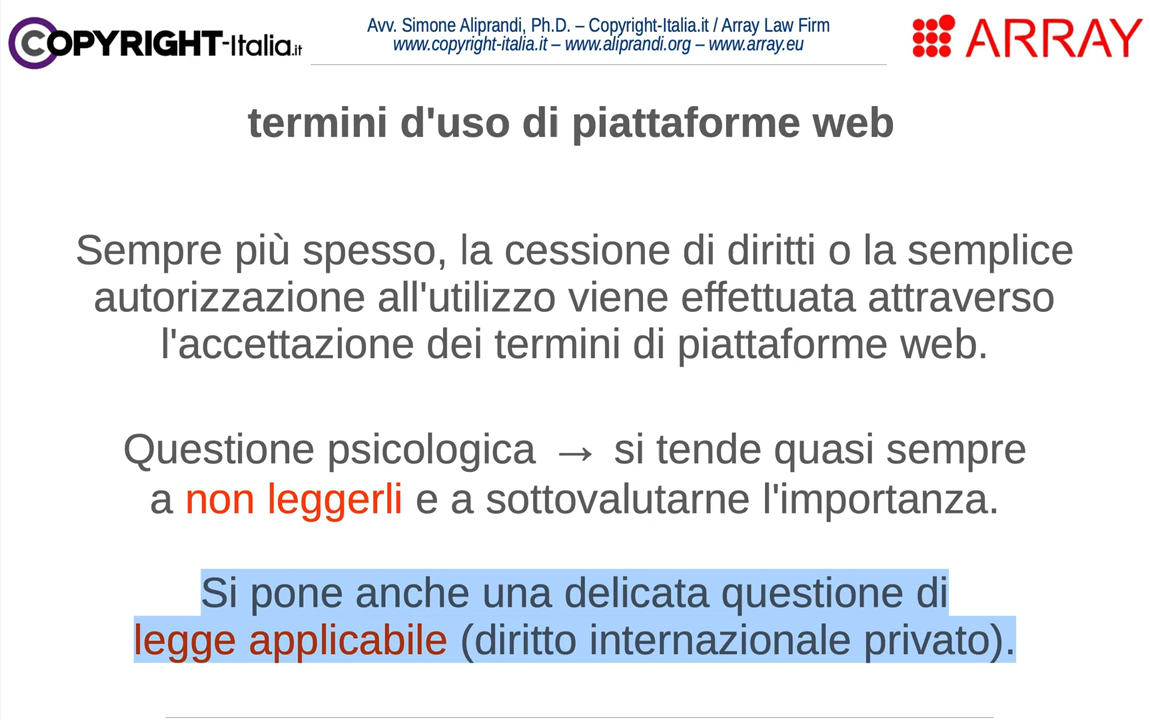 COPYRIGHT-Italia.it
Avv. Simone Aliprandi, Ph.D. – Copyright-Italia.it / Array Law Firm
www.copyright-italia.it – www.aliprandi.org – www.array.eu
ARRAY
termini d'uso di piattaforme web
Sempre più spesso, la cessione di diritti o la semplice
autorizzazione all'utilizzo viene effettuata attraverso
l'accettazione dei termini di piattaforme web.
Questione psicologica → si tende quasi sempre
a non leggerli e a sottovalutarne l'importanza.
Si pone anche una delicata questione di
legge applicabile (diritto internazionale privato).